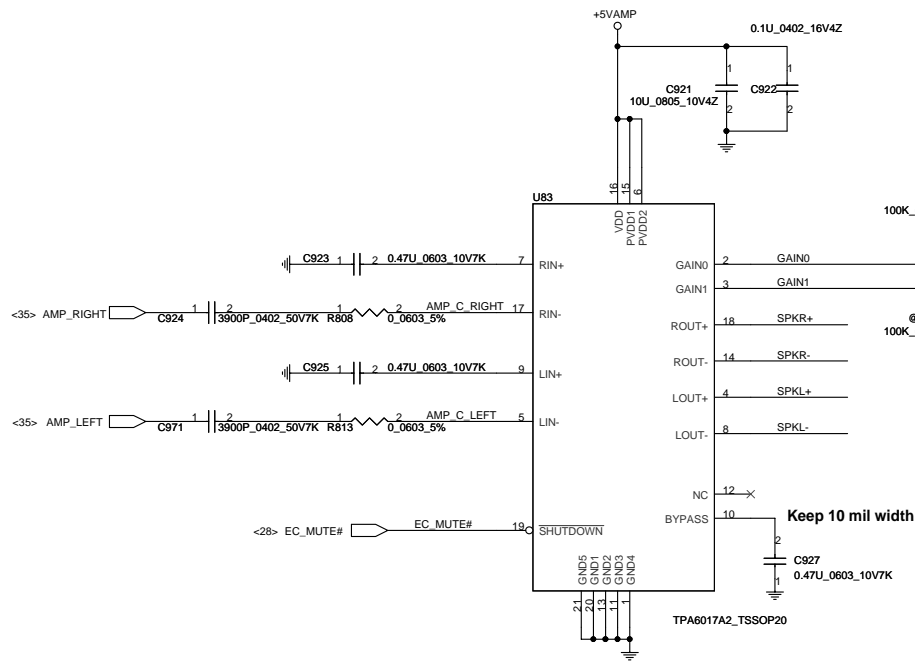 +5VAMP
0.1U_0402_16V4Z
1
1
C921
10U_0805_10V4Z
C922
2
2
16
15
6
U83
VDD
PVDD1
PVDD2
100K_
C923 1 2 0.47U_0603_10V7K 7 RIN+
GAIN0 2 GAIN0
GAIN1 3 GAIN1
<35> AMP_RIGHT 1 2 1 2 AMP_C_RIGHT 17 RIN-
C924 3900P_0402_50V7K R808 0_0603_5%
ROUT+ 18 SPKR+
@
100K_
ROUT- 14 SPKR-
C925 1 2 0.47U_0603_10V7K 9 LIN+
LOUT+ 4 SPKL+
<35> AMP_LEFT 1 2 1 2 AMP_C_LEFT 5 LIN-
C971 3900P_0402_50V7K R813 0_0603_5%
LOUT- 8 SPKL-
NC 12
BYPASS 10
Keep 10 mil width
<28> EC_MUTE# EC_MUTE# 19 SHUTDOWN
2
C927
1
0.47U_0603_10V7K
GND5
GND1
GND2
GND3
GND4
21
20
13
11
1
TPA6017A2_TSSOP20